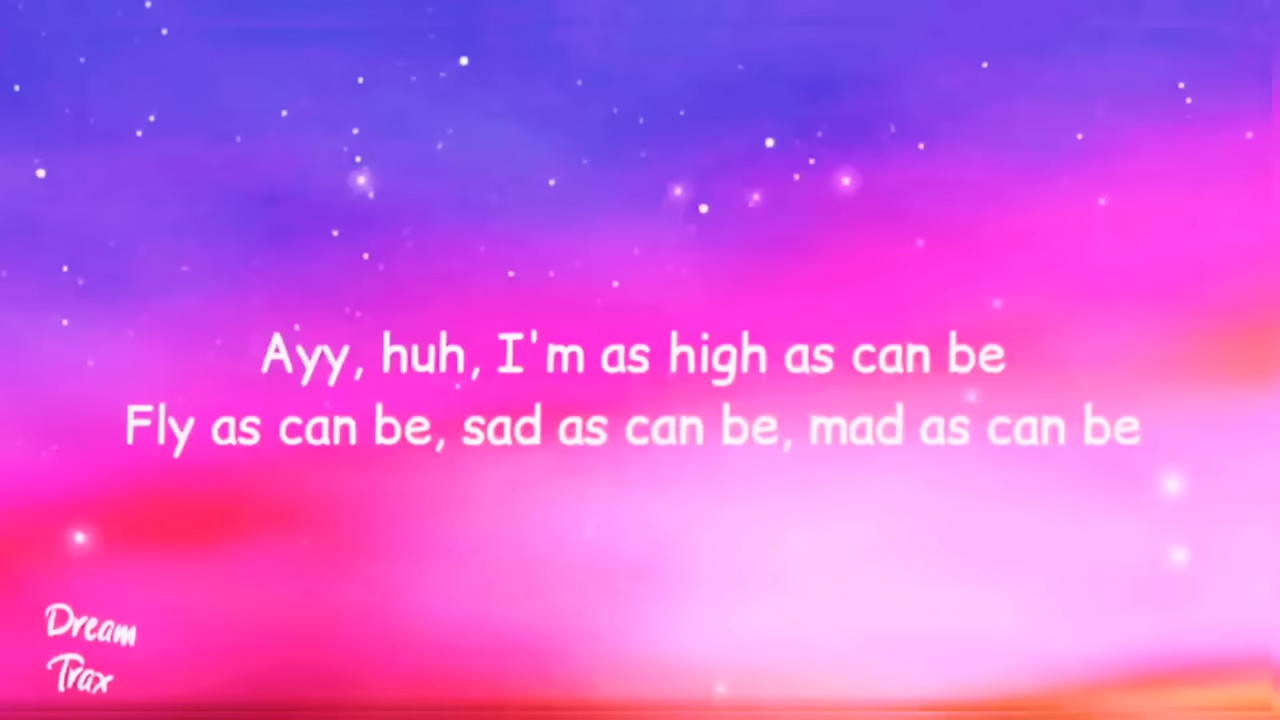 Ayy, huh, I'm as high as can be
Fly as can be, sad as can be, mad as can be
Dream
Trax